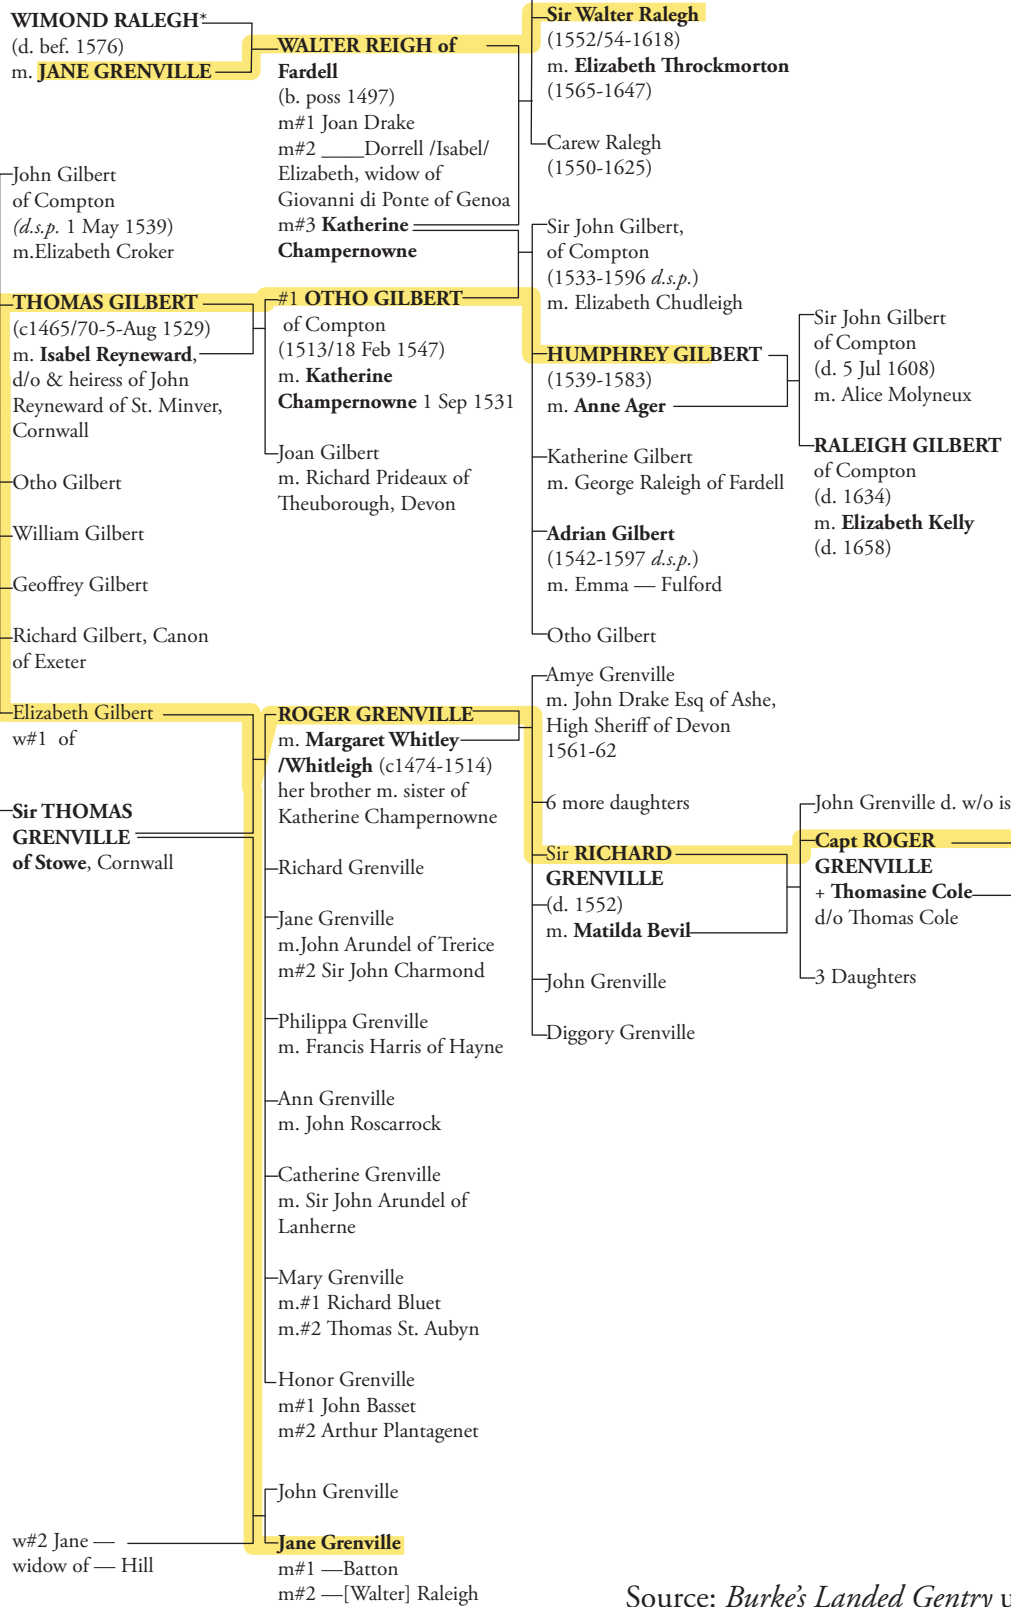 WIMOND RALEGH*
(d. bef. 1576)
m. JANE GRENVILLE
John Gilbert
of Compton
(d.s.p. 1 May 1539)
m.Elizabeth Croker
THOMAS GILBERT
(c1465/70-5-Aug 1529)
m. Isabel Reyneward,
d/o & heiress of John
Reyneward of St. Minver,
Cornwall
Otho Gilbert
William Gilbert
Geoffrey Gilbert
Richard Gilbert, Canon
of Exeter
Elizabeth Gilbert
w#1 of
Sir THOMAS
GRENVILLE
of Stowe, Cornwall
w#2 Jane —
widow of — Hill
WALTER REIGH of
Fardell
(b. poss 1497)
m#1 Joan Drake
m#2 ____Dorrell /Isabel/
Elizabeth, widow of
Giovanni di Ponte of Genoa
m#3 Katherine
Champernowne
#1 OTHO GILBERT
of Compton
(1513/18 Feb 1547)
m. Katherine
Champernowne 1 Sep 1531
Joan Gilbert
m. Richard Prideaux of
Theuborough, Devon
ROGER GRENVILLE
m. Margaret Whitley
/Whitleigh (c1474-1514)
her brother m. sister of
Katherine Champernowne
Richard Grenville
Jane Grenville
m.John Arundel of Trerice
m#2 Sir John Charmond
Philippa Grenville
m. Francis Harris of Hayne
Ann Grenville
m. John Roscarrock
Catherine Grenville
m. Sir John Arundel of
Lanherne
Mary Grenville
m.#1 Richard Bluet
m.#2 Thomas St. Aubyn
Honor Grenville
m#1 John Basset
m#2 Arthur Plantagenet
John Grenville
Jane Grenville
m#1 —Batton
m#2 —[Walter] Raleigh
Sir Walter Ralegh
(1552/54-1618)
m. Elizabeth Throckmorton
(1565-1647)
Carew Ralegh
(1550-1625)
Sir John Gilbert,
of Compton
(1533-1596 d.s.p.)
m. Elizabeth Chudleigh
HUMPHREY GILBERT
(1539-1583)
m. Anne Ager
Katherine Gilbert
m. George Raleigh of Fardell
Adrian Gilbert
(1542-1597 d.s.p.)
m. Emma — Fulford
Otho Gilbert
Amye Grenville
m. John Drake Esq of Ashe,
High Sheriff of Devon
1561-62
6 more daughters
Sir RICHARD
GRENVILLE
(d. 1552)
m. Matilda Bevil
John Grenville
Diggory Grenville
Sir John Gilbert
of Compton
(d. 5 Jul 1608)
m. Alice Molyneux
RALEIGH GILBERT
of Compton
(d. 1634)
m. Elizabeth Kelly
(d. 1658)
John Grenville d. w/o is
Capt ROGER
GRENVILLE
+ Thomasine Cole
d/o Thomas Cole
3 Daughters
Source: Burke's Landed Gentry u